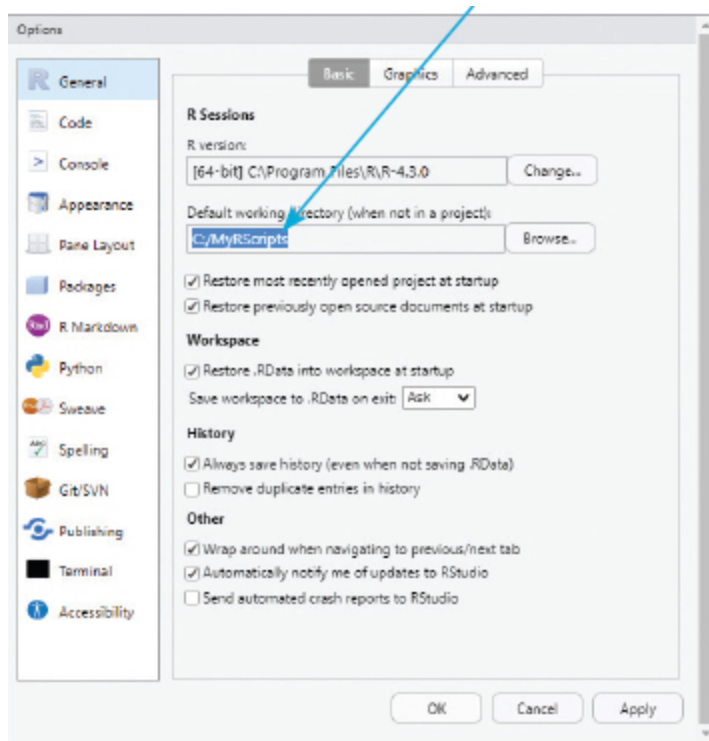 Options
General
Code
Console
Appearance
Pane Layout
Packages
R Markdown
Python
Sweave
Spelling
Git/SVN
Publishing
Terminal
Accessibility
Basic Graphics Advanced
R Sessions
R version:
[64-bit] C:\Program Files\R\R-4.3.0 Change...
Default working directory (when not in a project):
C:/MyRScripts Browse...
Restore most recently opened project at startup
Restore previously open source documents at startup
Workspace
Restore .RData into workspace at startup
Save workspace to .RData on exit: Ask
History
Always save history (even when not saving .RData)
Remove duplicate entries in history
Other
Wrap around when navigating to previous/next tab
Automatically notify me of updates to RStudio
Send automated crash reports to RStudio
OK Cancel Apply